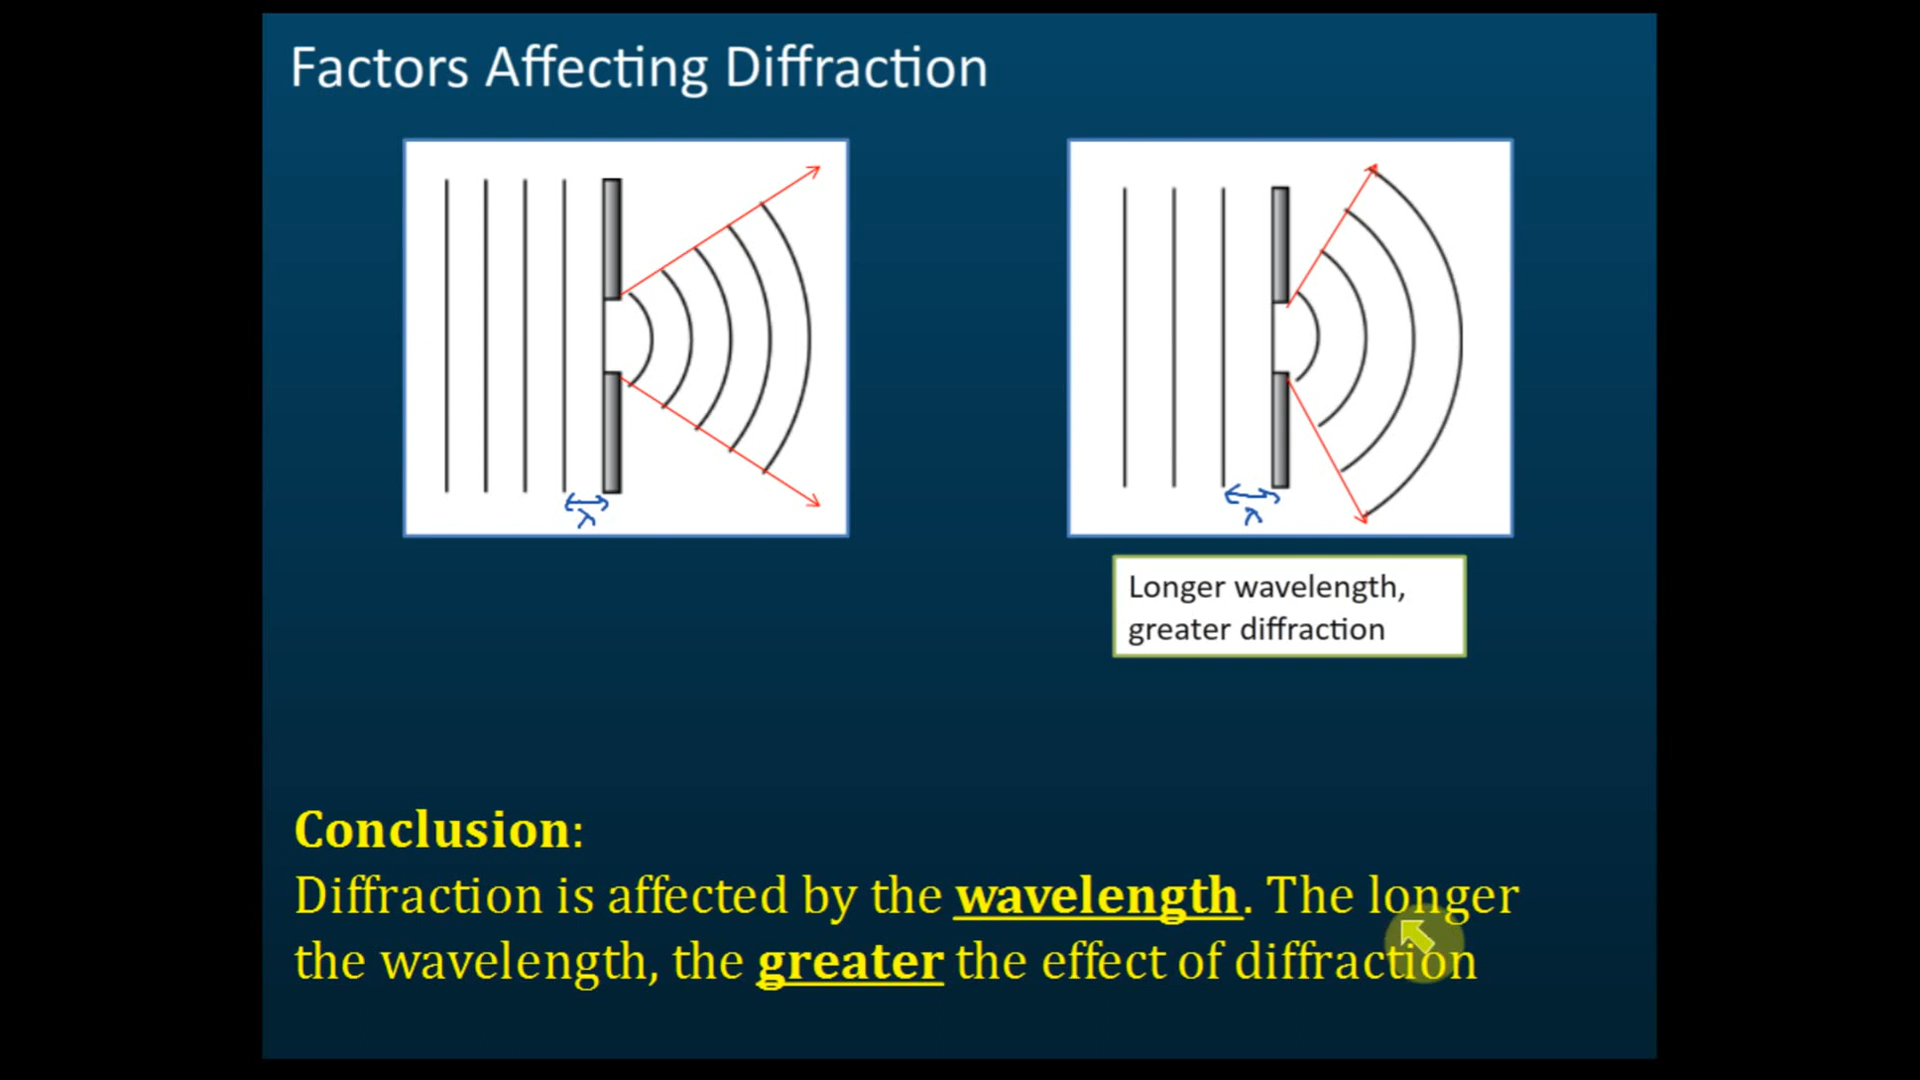 Factors Affecting Diffraction
λ
λ
Longer wavelength,
greater diffraction
Conclusion:
Diffraction is affected by the wavelength. The longer
the wavelength, the greater the effect of diffraction